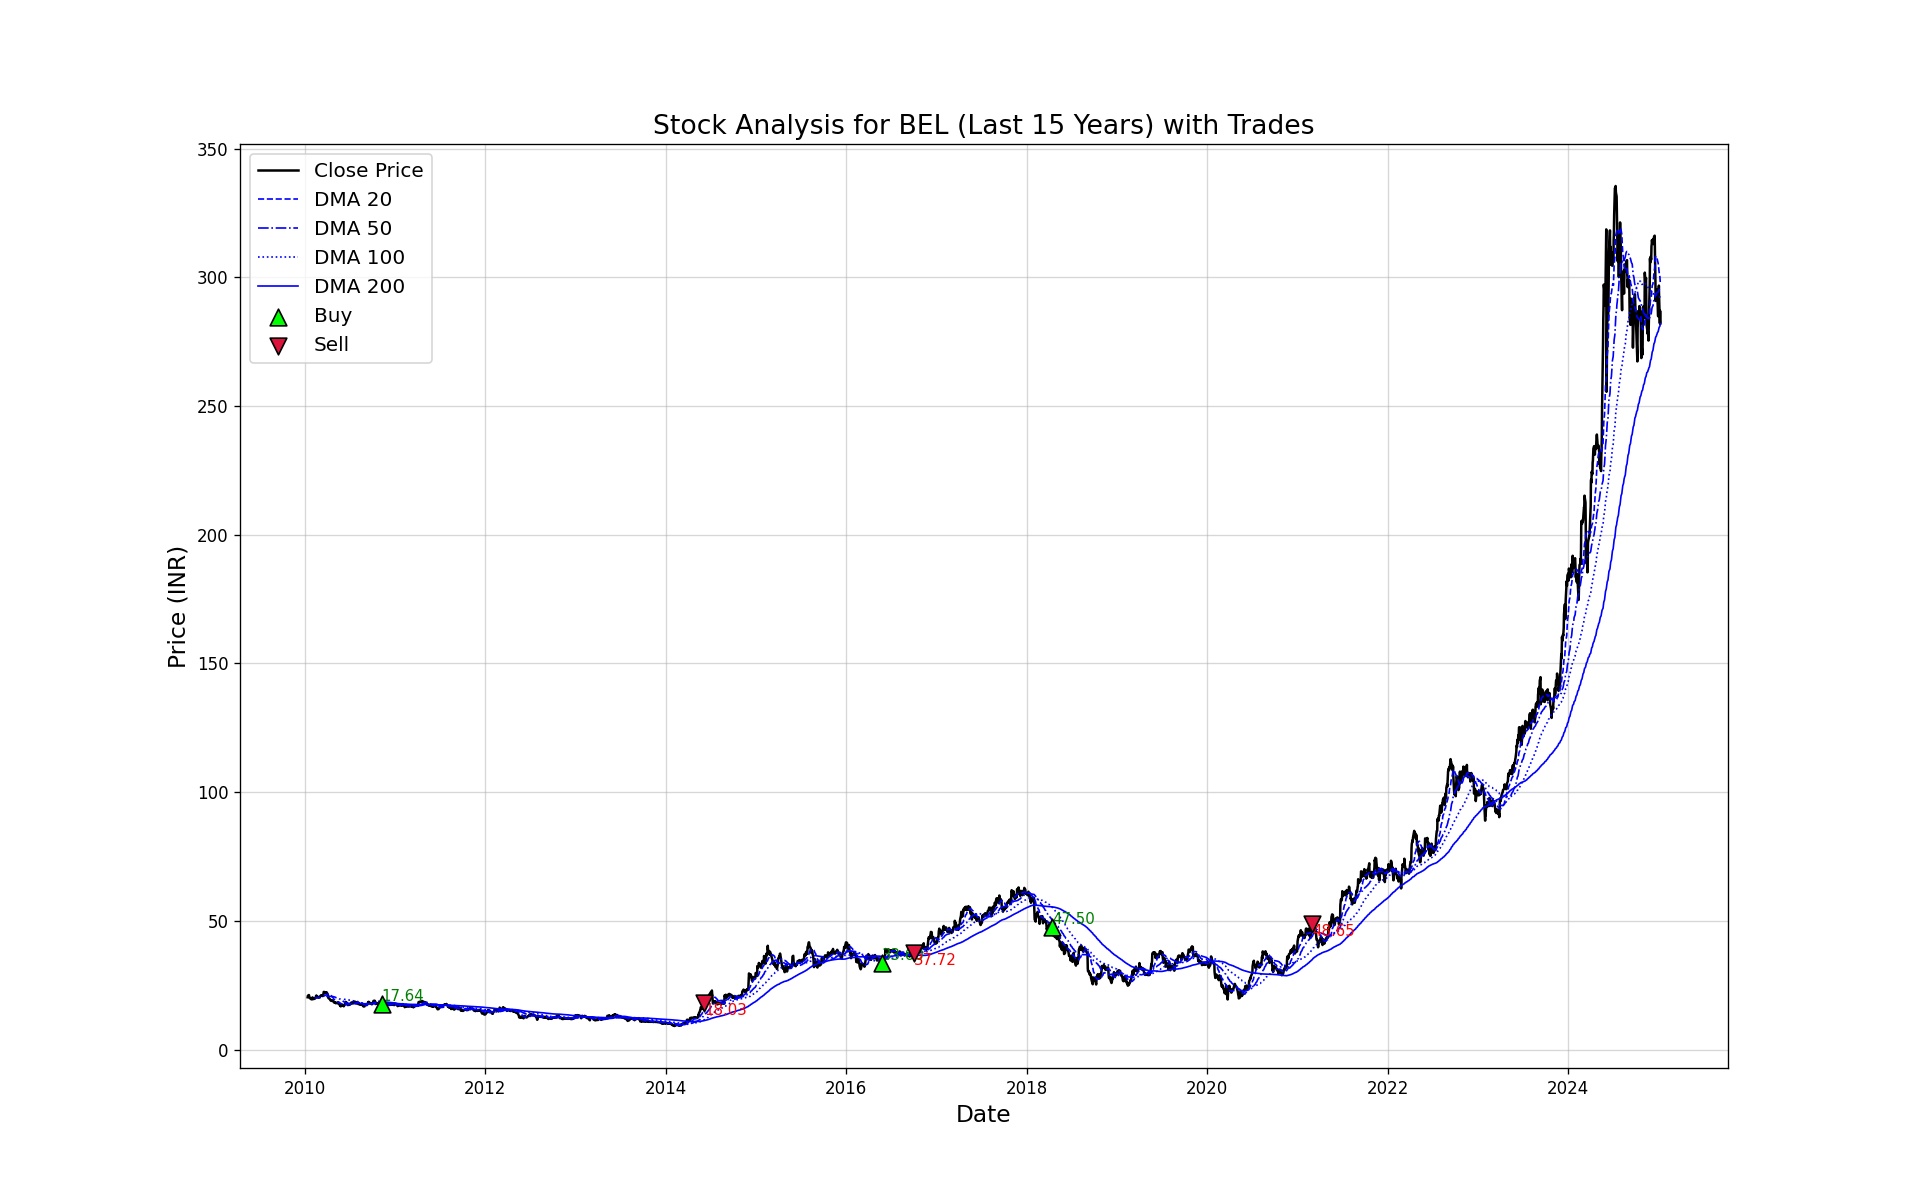 Stock Analysis for BEL (Last 15 Years) with Trades
350
300
250
200
150
100
50
0
Price (INR)
Close Price
DMA 20
DMA 50
DMA 100
DMA 200
Buy
Sell
17.64
18.03
37.72
47.50
48.65
2010
2012
2014
2016
2018
2020
2022
2024
Date